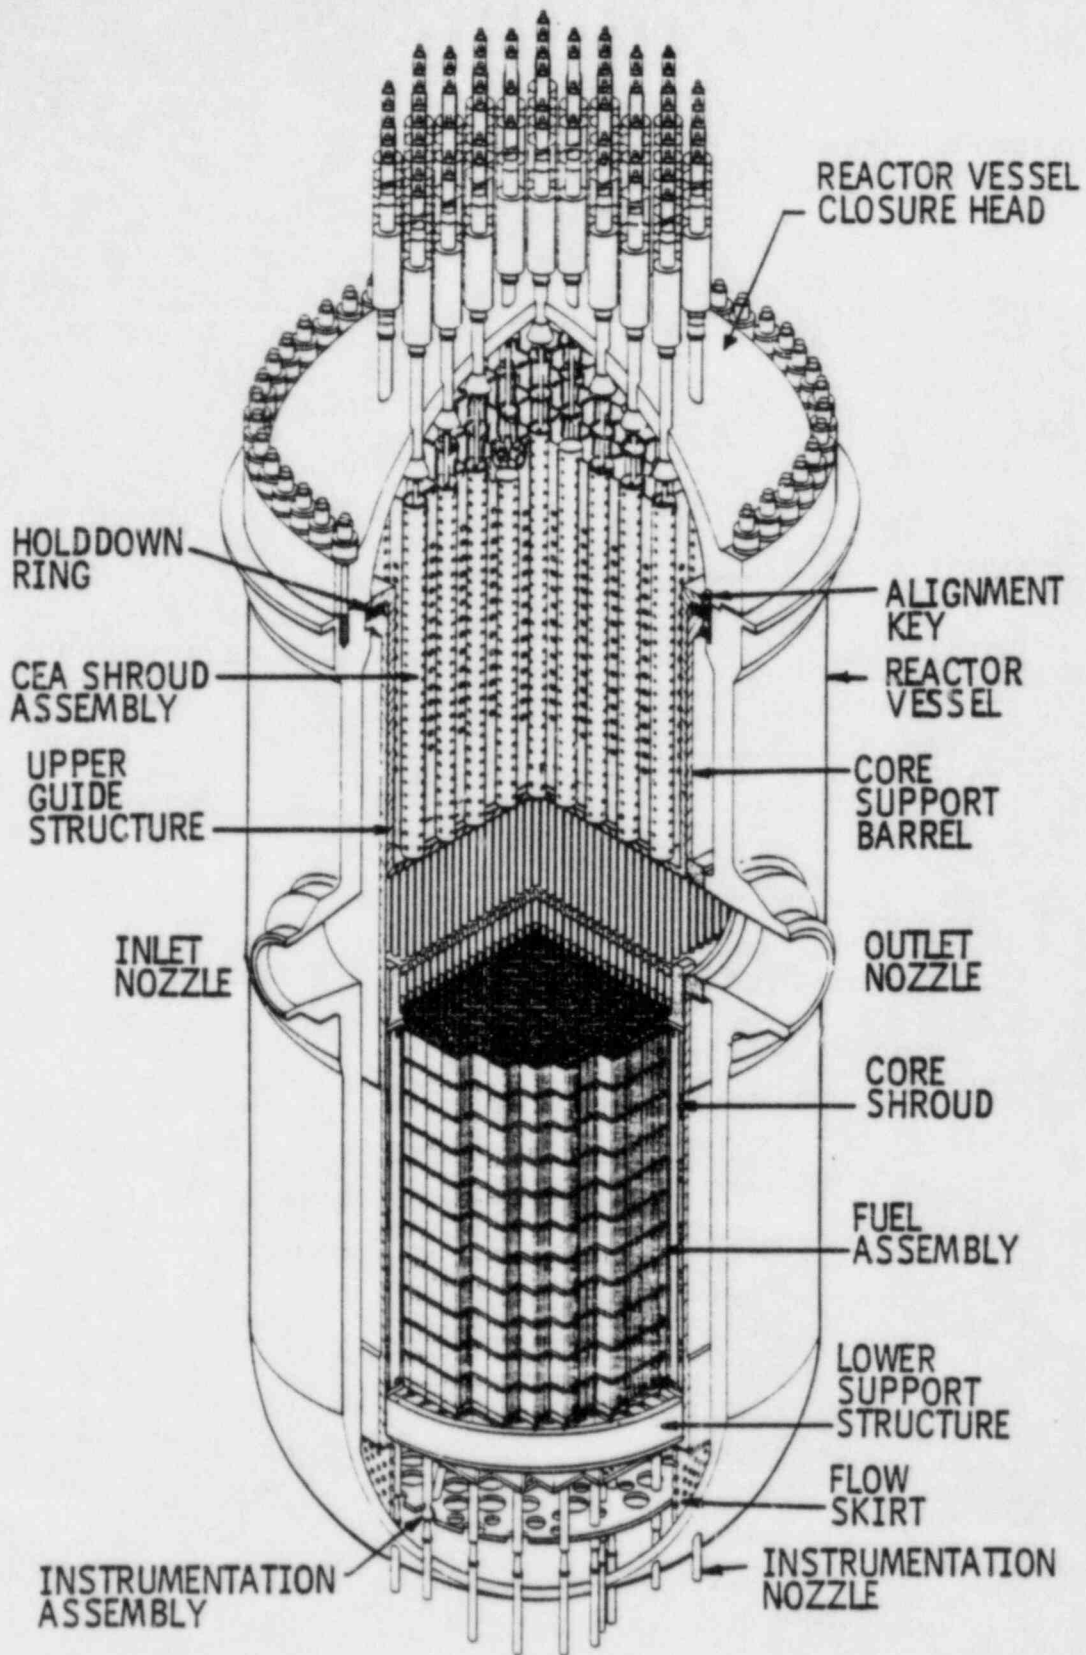 REACTOR VESSEL
CLOSURE HEAD
HOLDDOWN
RING
ALIGNMENT
KEY
CEA SHROUD
ASSEMBLY
REACTOR
VESSEL
UPPER
GUIDE
STRUCTURE
CORE
SUPPORT
BARREL
INLET
NOZZLE
OUTLET
NOZZLE
CORE
SHROUD
FUEL
ASSEMBLY
LOWER
SUPPORT
STRUCTURE
FLOW
SKIRT
INSTRUMENTATION
ASSEMBLY
INSTRUMENTATION
NOZZLE